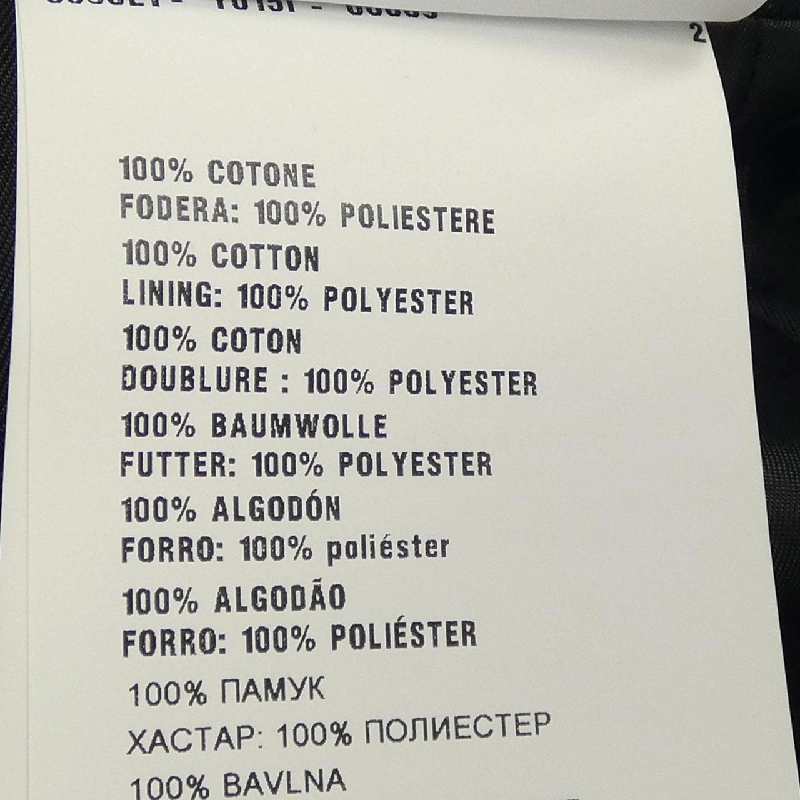 2
100% COTONE
FODERA: 100% POLIESTERE
100% COTTON
LINING: 100% POLYESTER
100% COTON
DOUBLURE : 100% POLYESTER
100% BAUMWOLLE
FUTTER: 100% POLYESTER
100% ALGODÓN
FORRO: 100% poliéster
100% ALGODÃO
FORRO: 100% POLIÉSTER
100% ПАМУК
ХАСТАР: 100% ПОЛИЕСТЕР
100% BAVLNA